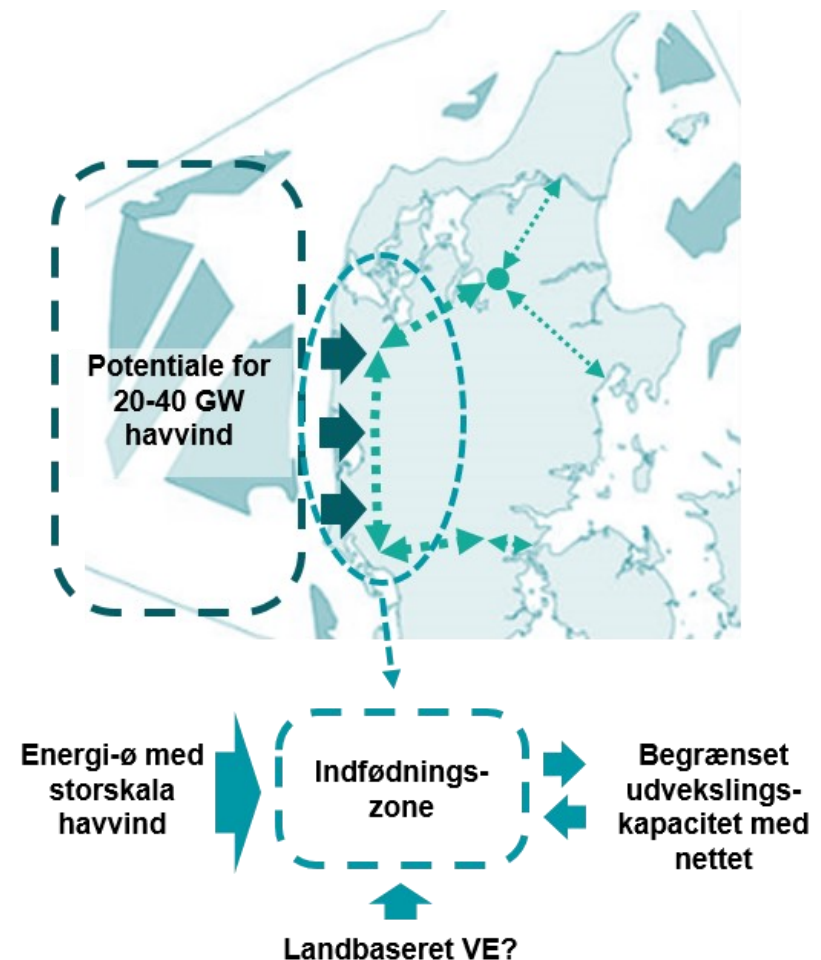 Potentiale for
20-40 GW
havvind
Energi-ø med
storskala
havvind
Indfødnings-
zone
Begrænset
udvekslings-
kapacitet med
nettet
Landbaseret VE?